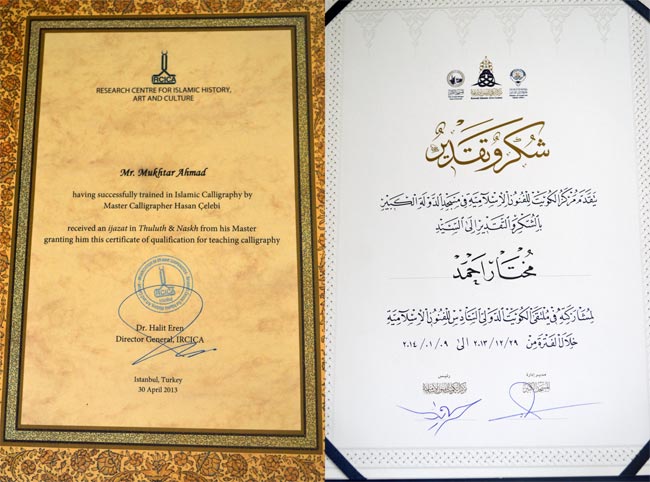 IRCICA
RESEARCH CENTRE FOR ISLAMIC HISTORY,
ART AND CULTURE
Mr. Mukhtar Ahmad
having successfully trained in Islamic Calligraphy by
Master Calligrapher Hasan Çelebi
received an ijazat in Thuluth & Naskh from his Master
granting him this certificate of qualification for teaching calligraphy
Dr. Halit Eren
Director General, IRCICA
Istanbul, Turkey
30 April 2013
شكر وتقدير
يتقدم مركز الكويت للفنون الإسلامية في مسجد الدولة الكبير
بالشكر والتقدير إلى السيد
مختار احمد
لمشاركته في ملتقى الكويت الدولي السادس للفنون الإسلامية
خلال الفترة من ٢٠١٣/١٢/٢٩ الى ٢٠١٤/٠١/٠٩